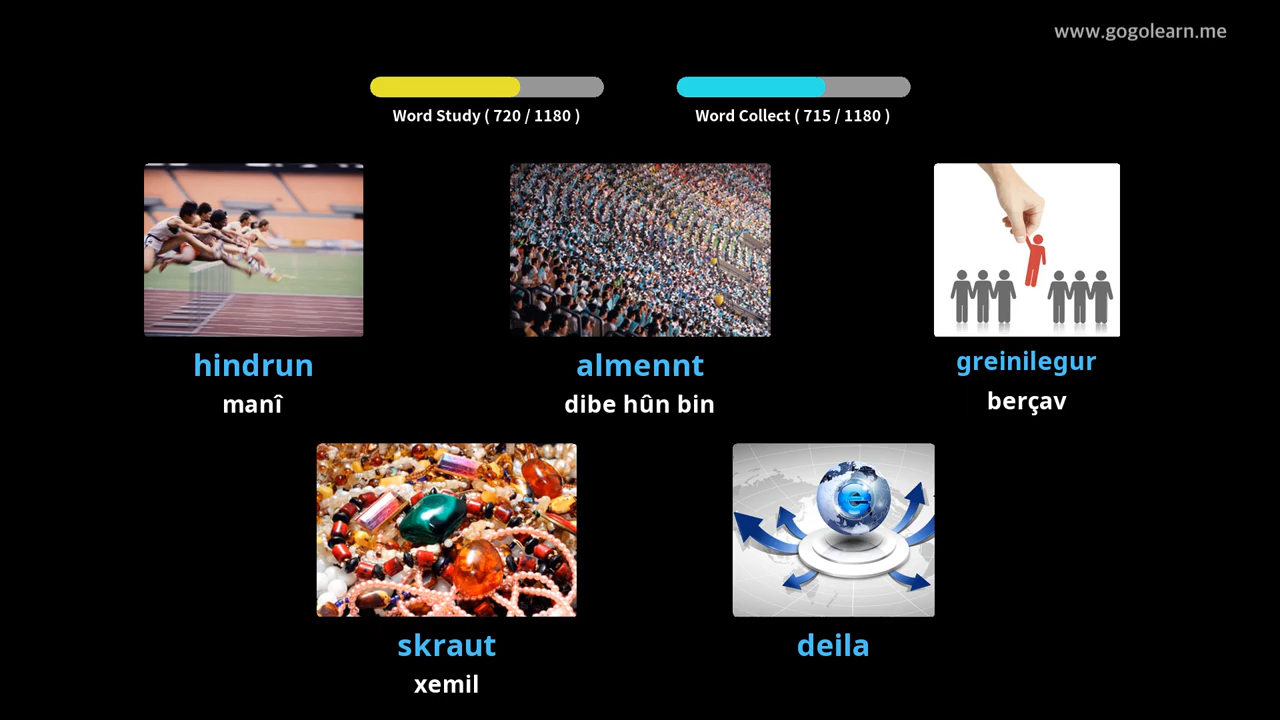 www.gogolearn.me
Word Study ( 720 / 1180 )
Word Collect ( 715 / 1180 )
hindrun
manî
almennt
dibe hûn bin
greinilegur
berçav
skraut
xemil
e
deila